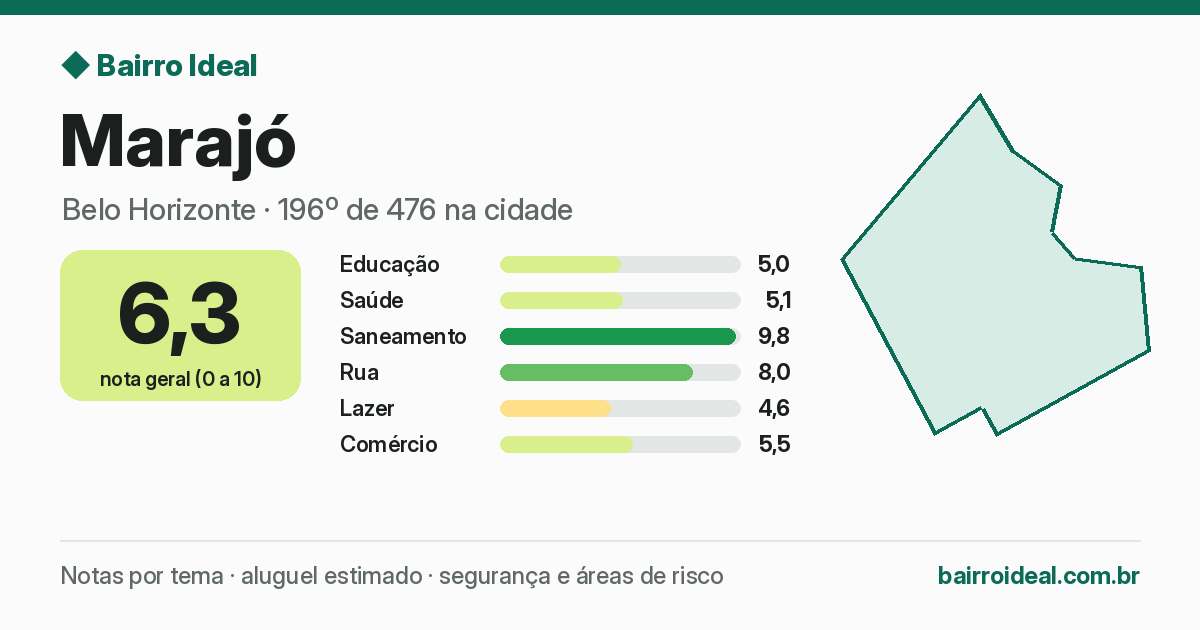 Bairro Ideal
Marajó
Belo Horizonte · 196º de 476 na cidade
6,3
nota geral (0 a 10)
Educação 5,0
Saúde 5,1
Saneamento 9,8
Rua 8,0
Lazer 4,6
Comércio 5,5
Notas por tema · aluguel estimado · segurança e áreas de risco
bairroideal.com.br